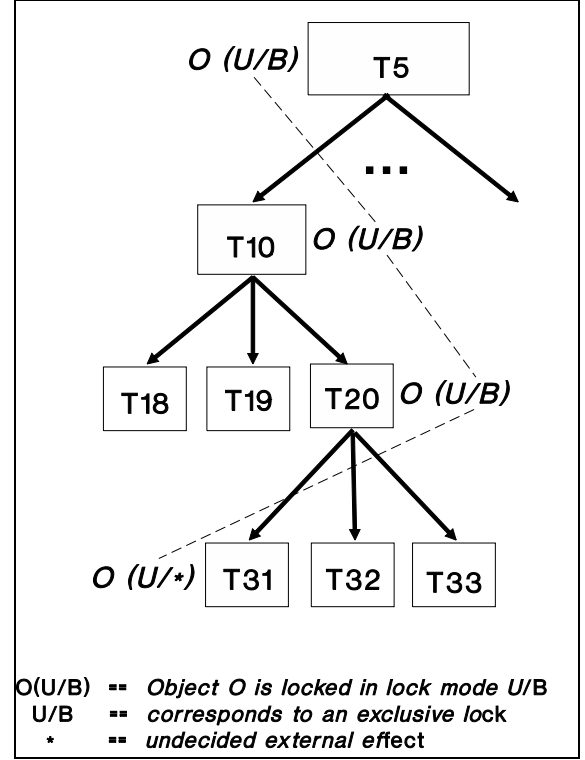 O (U/B)
T5
...
T10
O (U/B)
T18
T19
T20
O (U/B)
O (U/*)
T31
T32
T33
O(U/B) == Object O is locked in lock mode U/B
U/B == corresponds to an exclusive lock
* == undecided external effect